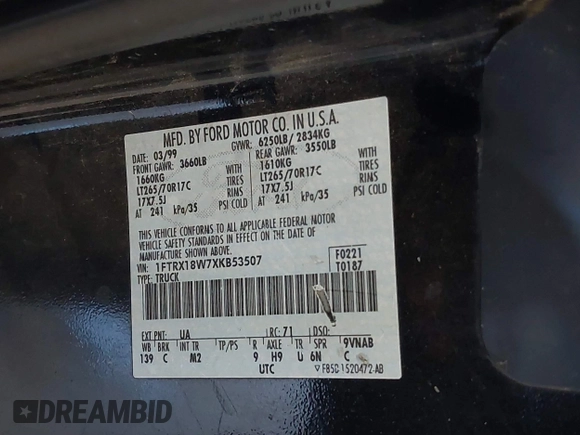 MFD. BY FORD MOTOR CO. IN U.S.A.
DATE: 03/99 GVWR: 6250LB/ 2834KG
FRONT GAWR: 3660LB REAR GAWR: 3550LB
1660KG WITH 1610KG WITH
LT265/70R17C TIRES LT265/70R17C TIRES
17X7.5J RIMS 17X7.5J RIMS
AT 241 kPa/35 PSI COLD AT 241 kPa/35 PSI COLD
THIS VEHICLE CONFORMS TO ALL APPLICABLE FEDERAL MOTOR
VEHICLE SAFETY STANDARDS IN EFFECT ON THE DATE OF
MANUFACTURE SHOWN ABOVE.
VIN: 1FTRX18W7XKB53507 F0221
TYPE: TRUCK T0187
EXT PNT: UA RC: 71 DSO:
WB BRK INT TR TP/PS R AXLE TR SPR 9VNAB
139 C M2 9 H9 U 6N C
UTC F85B 1520472-AB
DREAMBID